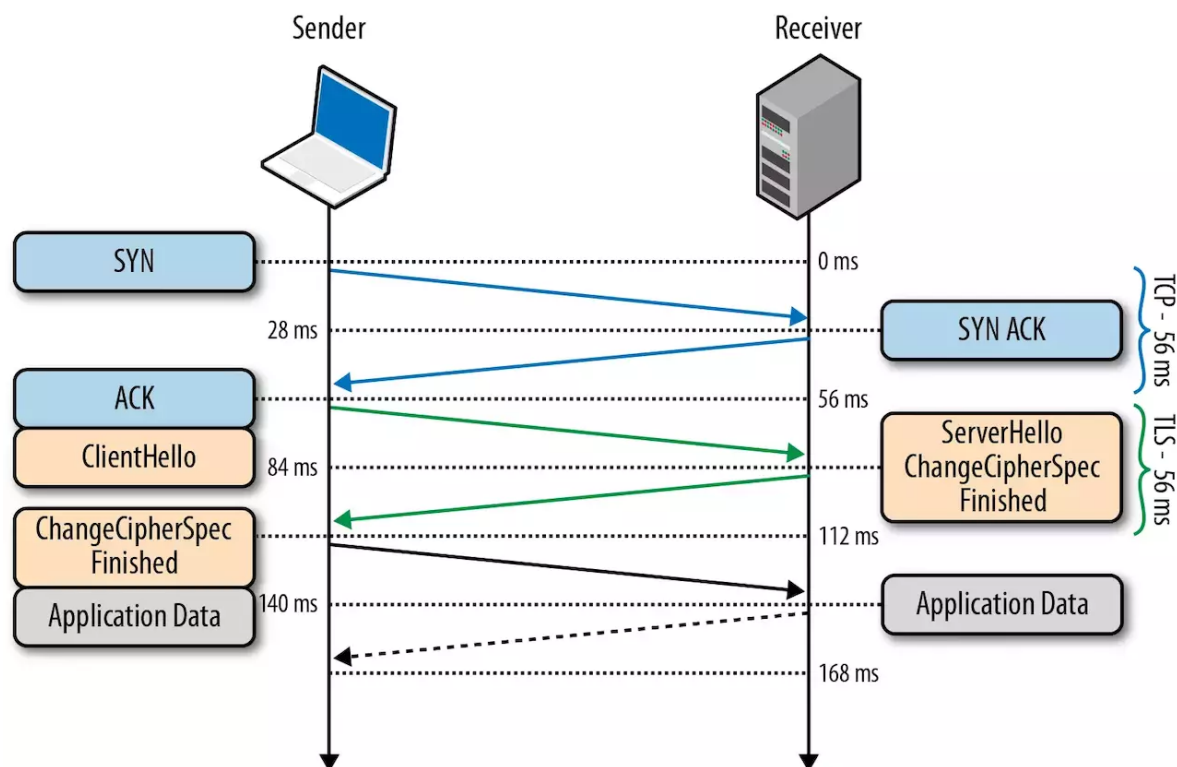 Sender
Receiver
SYN
0 ms
28 ms
SYN ACK
TCP - 56 ms
ACK
56 ms
ClientHello
84 ms
ServerHello
ChangeCipherSpec
Finished
TLS - 56 ms
ChangeCipherSpec
Finished
112 ms
Application Data
140 ms
Application Data
168 ms